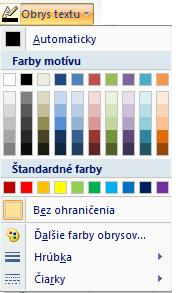 Obrys textu
Automaticky
Farby motívu
Štandardné farby
Bez ohraničenia
Ďalšie farby obrysov...
Hrúbka
Čiarky